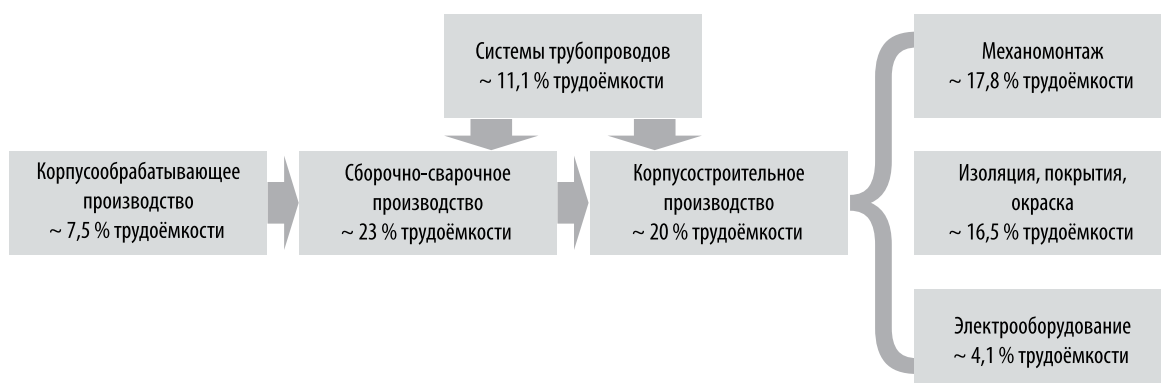 Системы трубопроводов
~ 11,1 % трудоёмкости
Корпусообрабатывающее
производство
~ 7,5 % трудоёмкости
Сборочно-сварочное
производство
~ 23 % трудоёмкости
Корпусостроительное
производство
~ 20 % трудоёмкости
Механомонтаж
~ 17,8 % трудоёмкости
Изоляция, покрытия,
окраска
~ 16,5 % трудоёмкости
Электрооборудование
~ 4,1 % трудоёмкости